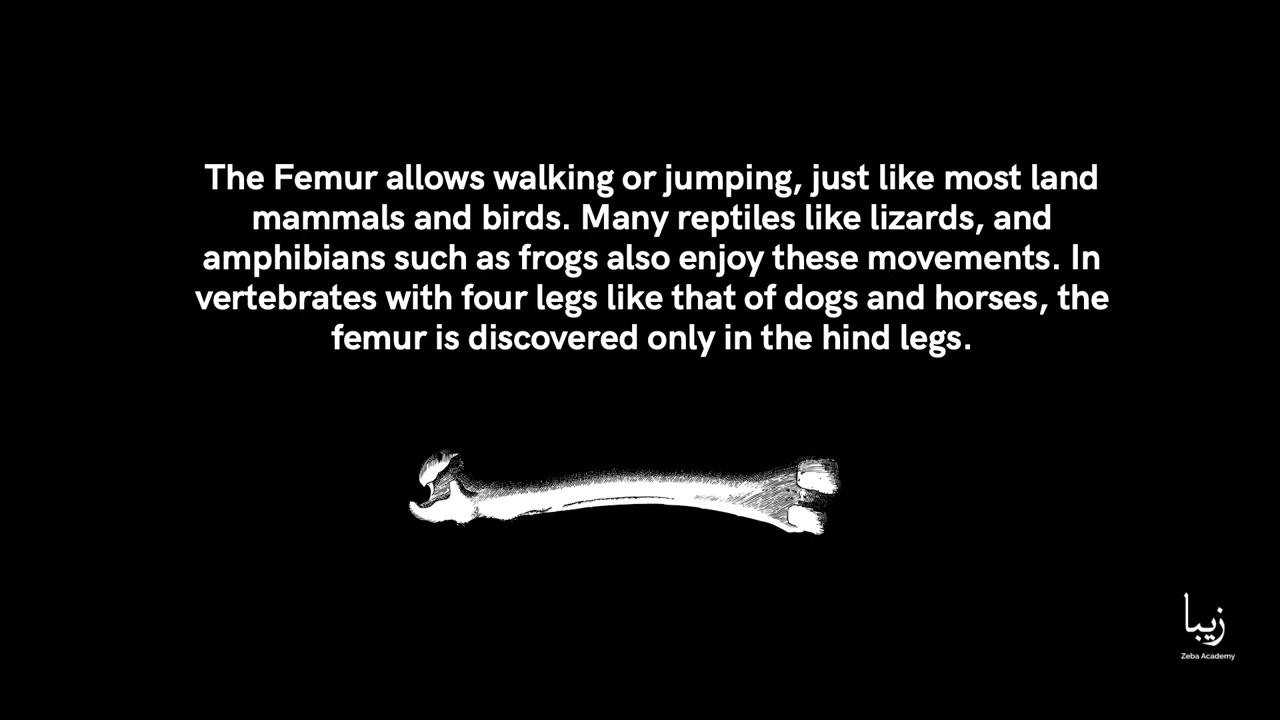 The Femur allows walking or jumping, just like most land
mammals and birds. Many reptiles like lizards, and
amphibians such as frogs also enjoy these movements. In
vertebrates with four legs like that of dogs and horses, the
femur is discovered only in the hind legs.
زیبا
Zeba Academy